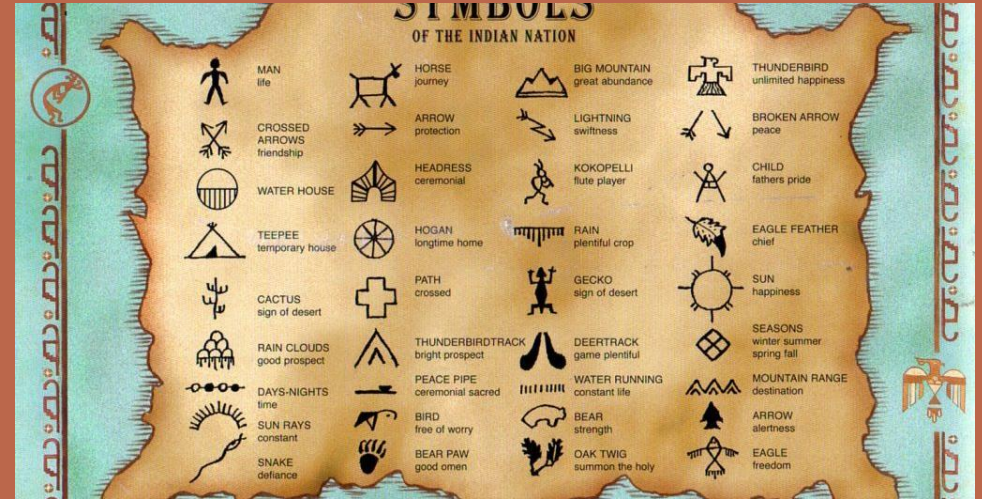 SYMBOLS
OF THE INDIAN NATION
MAN
life
CROSSED
ARROWS
friendship
WATER HOUSE
TEEPEE
temporary house
CACTUS
sign of desert
RAIN CLOUDS
good prospect
DAYS-NIGHTS
time
SUN RAYS
constant
SNAKE
defiance
HORSE
journey
ARROW
protection
HEADRESS
ceremonial
HOGAN
longtime home
PATH
crossed
THUNDERBIRDTRACK
bright prospect
PEACE PIPE
ceremonial sacred
BIRD
free of worry
BEAR PAW
good omen
BIG MOUNTAIN
great abundance
LIGHTNING
swiftness
KOKOPELLI
flute player
RAIN
plentiful crop
GECKO
sign of desert
DEERTRACK
game plentiful
WATER RUNNING
constant life
BEAR
strength
OAK TWIG
summon the holy
THUNDERBIRD
unlimited happiness
BROKEN ARROW
peace
CHILD
fathers pride
EAGLE FEATHER
chief
SUN
happiness
SEASONS
winter summer
spring fall
MOUNTAIN RANGE
destination
ARROW
alertness
EAGLE
freedom